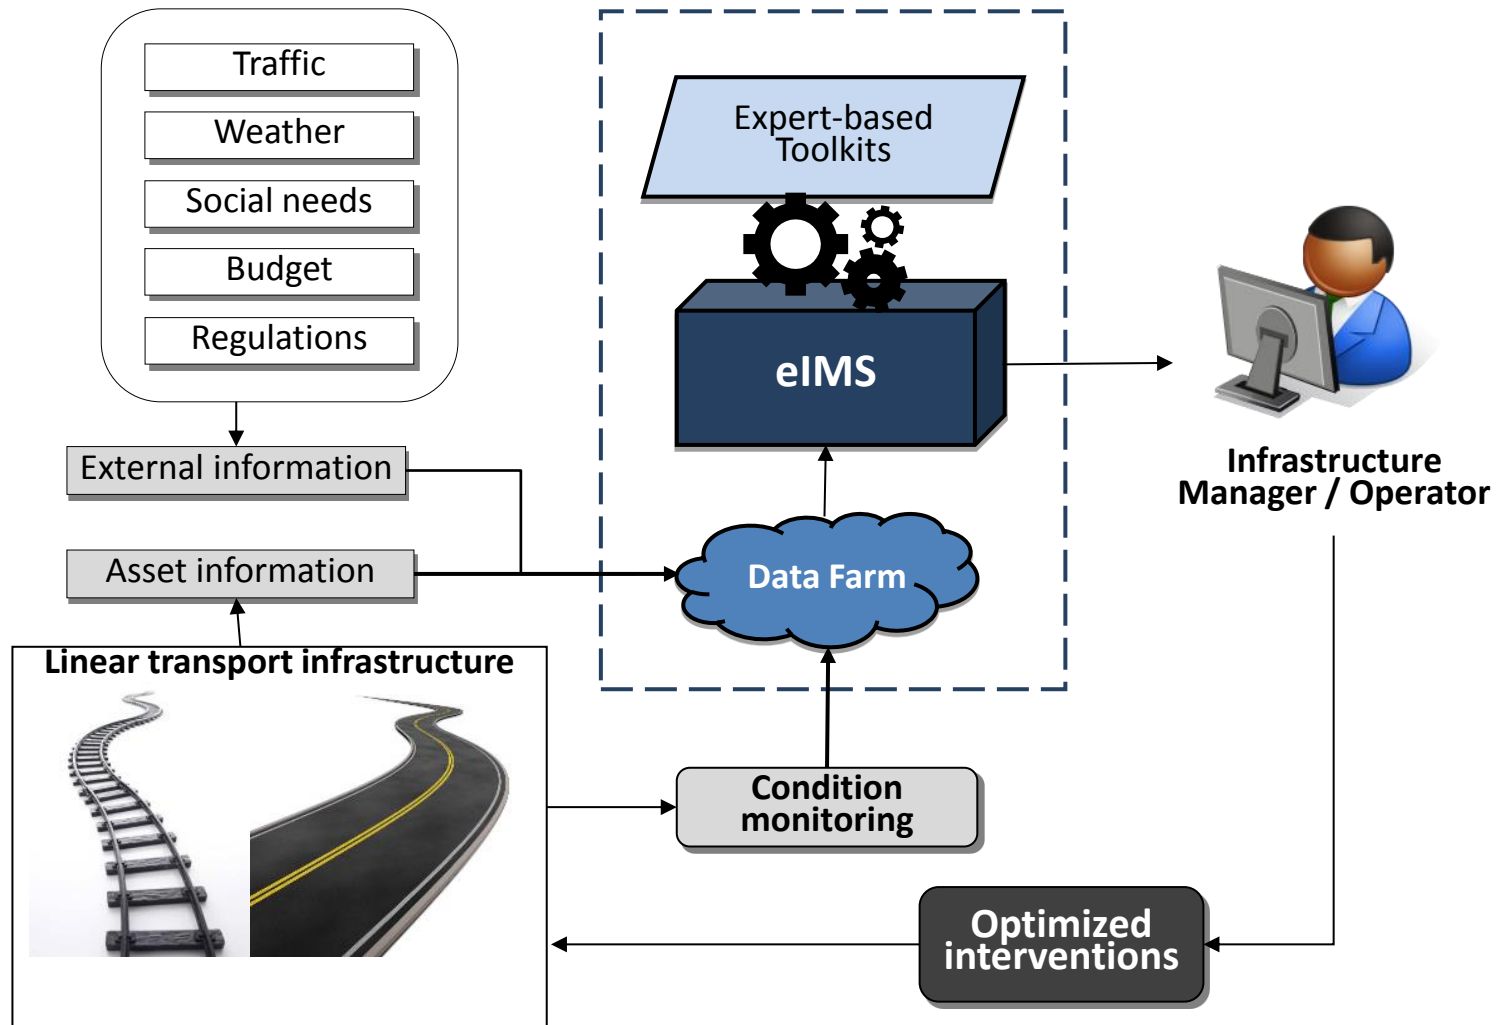 Traffic
Weather
Social needs
Budget
Regulations
External information
Asset information
Linear transport infrastructure
Expert-based
Toolkits
eIMS
Data Farm
Condition
monitoring
Infrastructure
Manager / Operator
Optimized
interventions